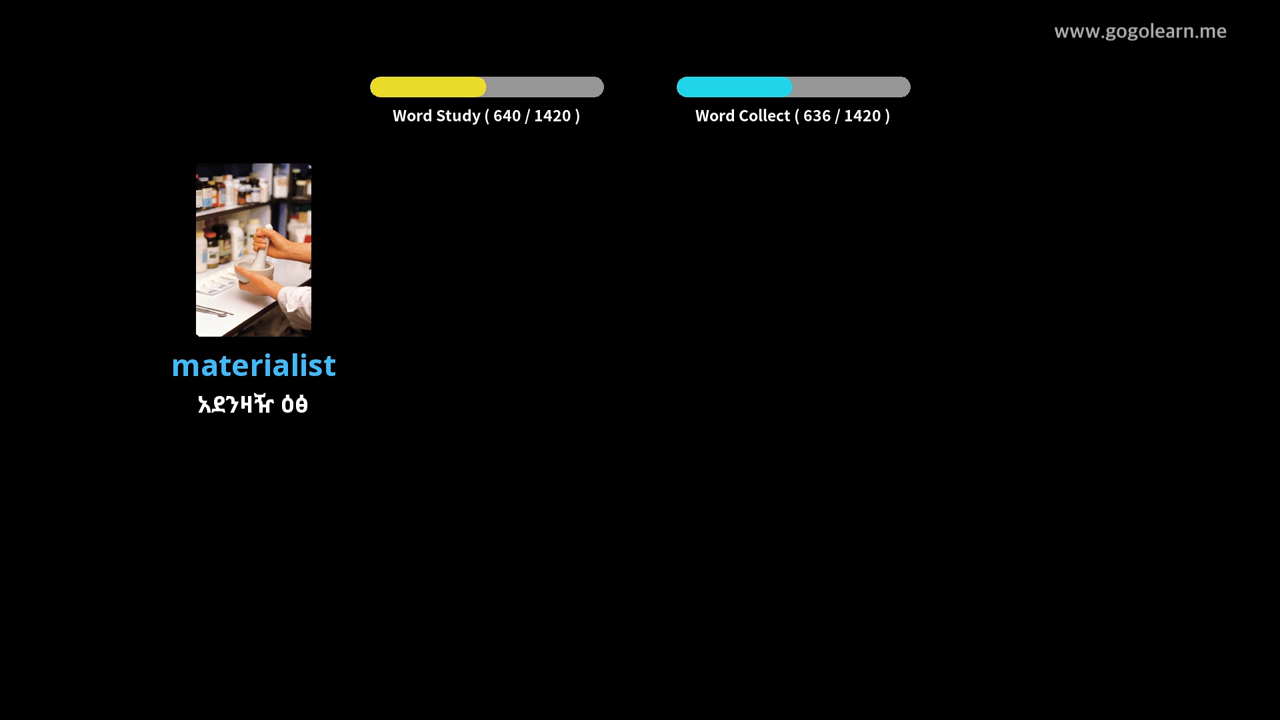 www.gogolearn.me
Word Study ( 640 / 1420 )
Word Collect ( 636 / 1420 )
materialist
አደንዛዥ ዕፅ